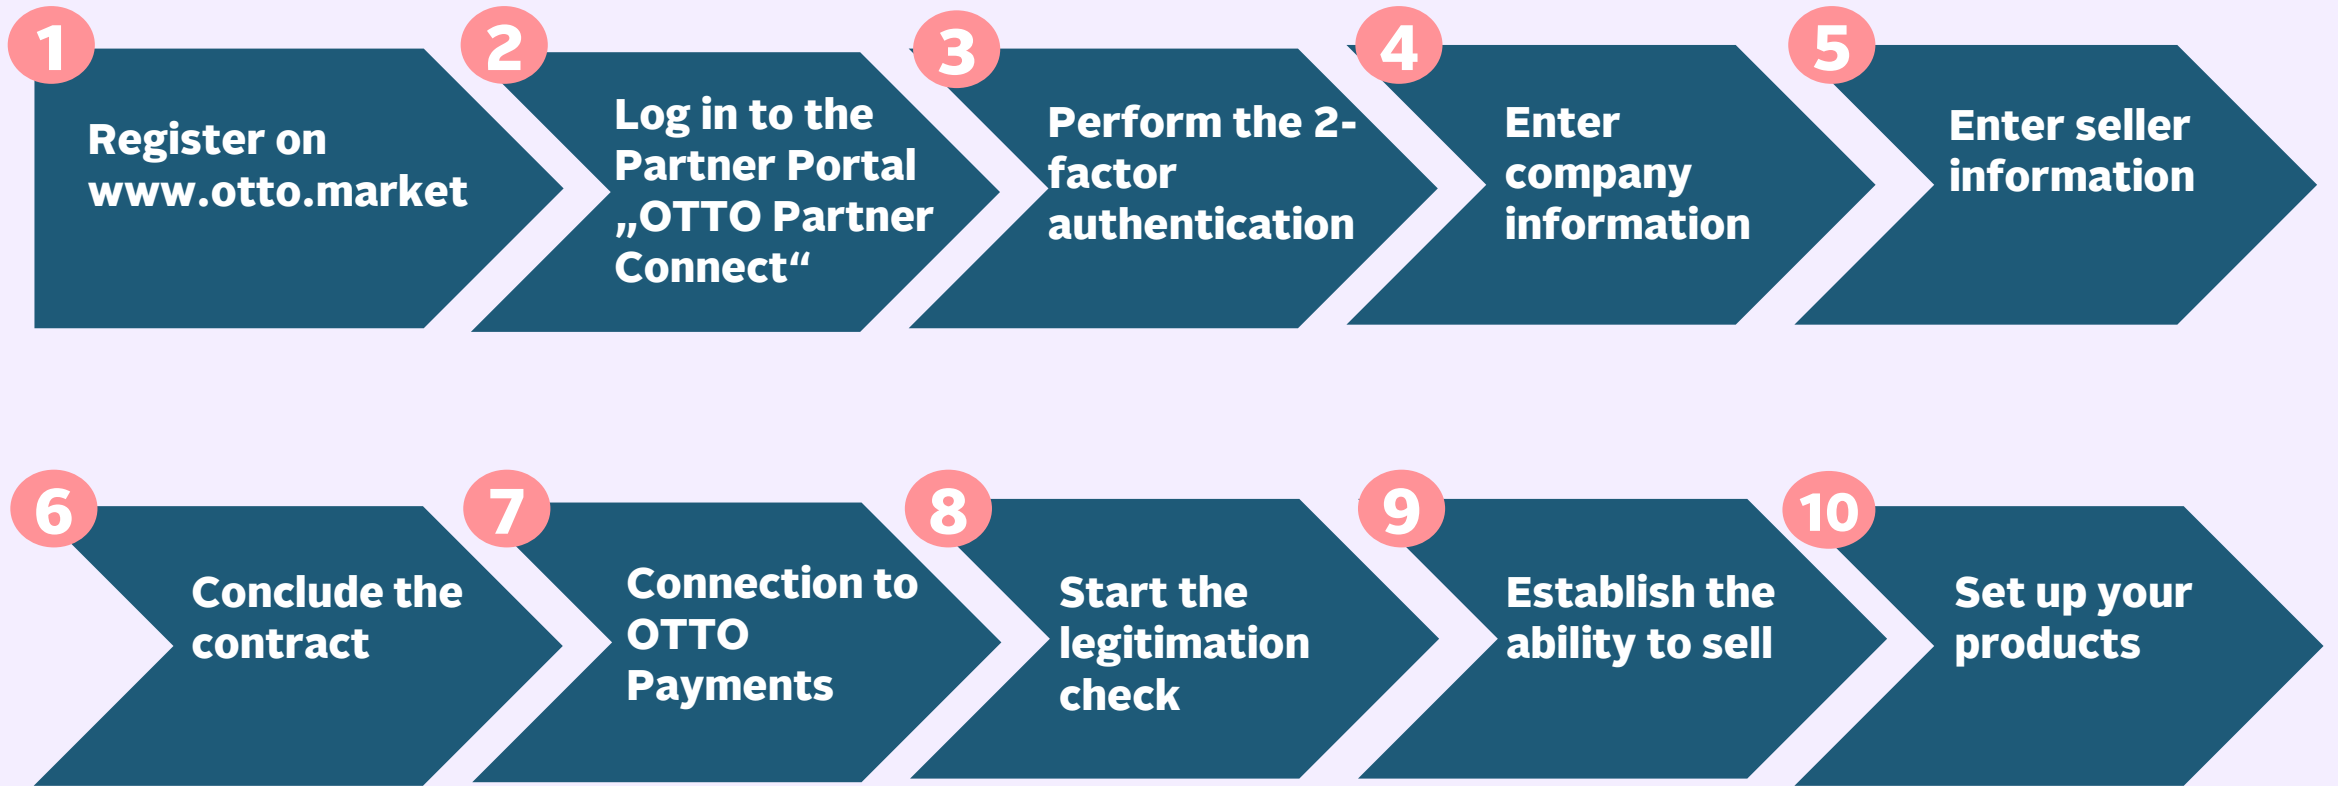 1
Register on
www.otto.market
2
Log in to the
Partner Portal
„OTTO Partner
Connect“
3
Perform the 2-
factor
authentication
4
Enter
company
information
5
Enter seller
information
6
Conclude the
contract
7
Connection to
OTTO
Payments
8
Start the
legitimation
check
9
Establish the
ability to sell
10
Set up your
products